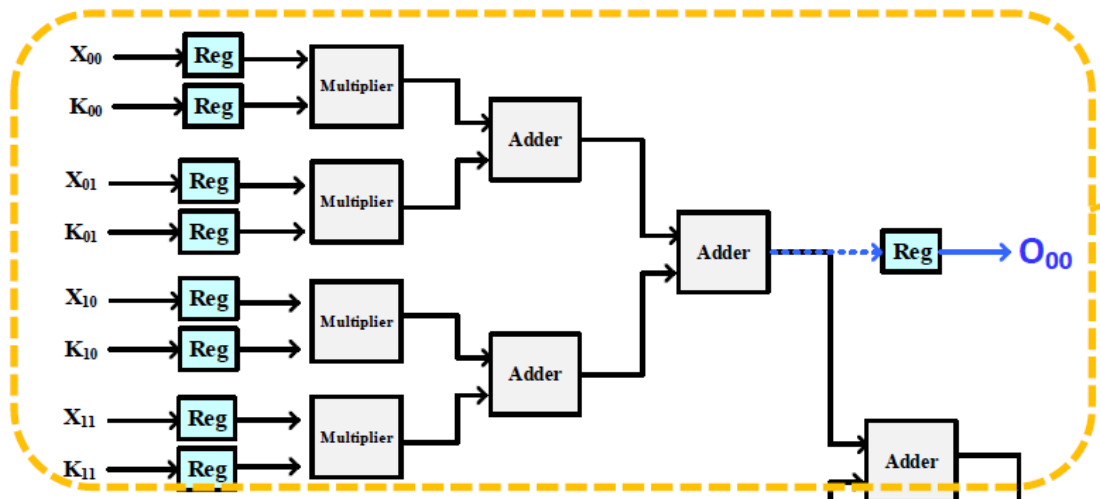 X00 Reg
K00 Reg
Multiplier
Adder
X01 Reg
K01 Reg
Multiplier
Adder
Reg O00
X10 Reg
K10 Reg
Multiplier
Adder
X11 Reg
K11 Reg
Multiplier
Adder